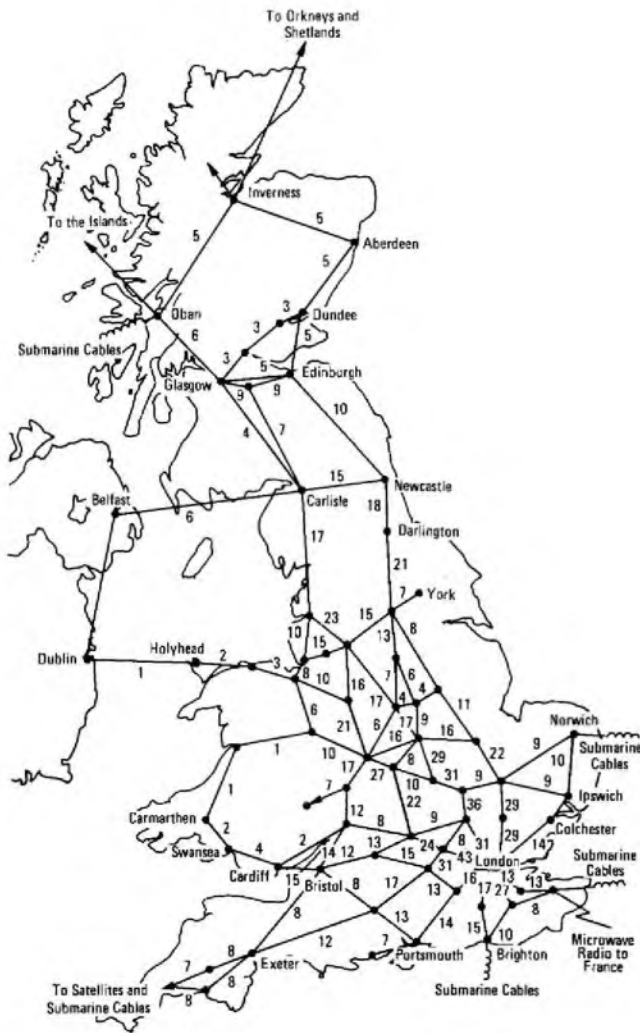 To Orkneys and
Shetlands
Inverness
5
To the Islands
5
Aberdeen
5
Oban
3
Dundee
3
6
Submarine Cables
3
5
5
Edinburgh
Glasgow
9
9
10
4
7
15
Newcastle
Belfast
6
Carlisle
18
17
Darlington
21
7
York
23
15
13
8
10
15
Holyhead
2
Dublin
3
8
10
7
6
4
4
1
16
17
11
6
21
6
17
9
16
Norwich
1
10
16
22
9
Submarine
Cables
17
27
8
29
10
31
9
9
10
7
Ipswich
1
22
36
29
Carmarthen
12
Colchester
2
8
9
29
2
Swansea
4
14
12
13
24
8
31
142
Submarine
Cables
Cardiff
15
15
31
43
London
Bristol
16
13
13
8
17
13
17
27
8
8
12
13
14
7
15
10
Microwave
Radio to
France
7
8
Exeter
Portsmouth
Brighton
To Satellites and
Submarine Cables
8
8
Submarine Cables